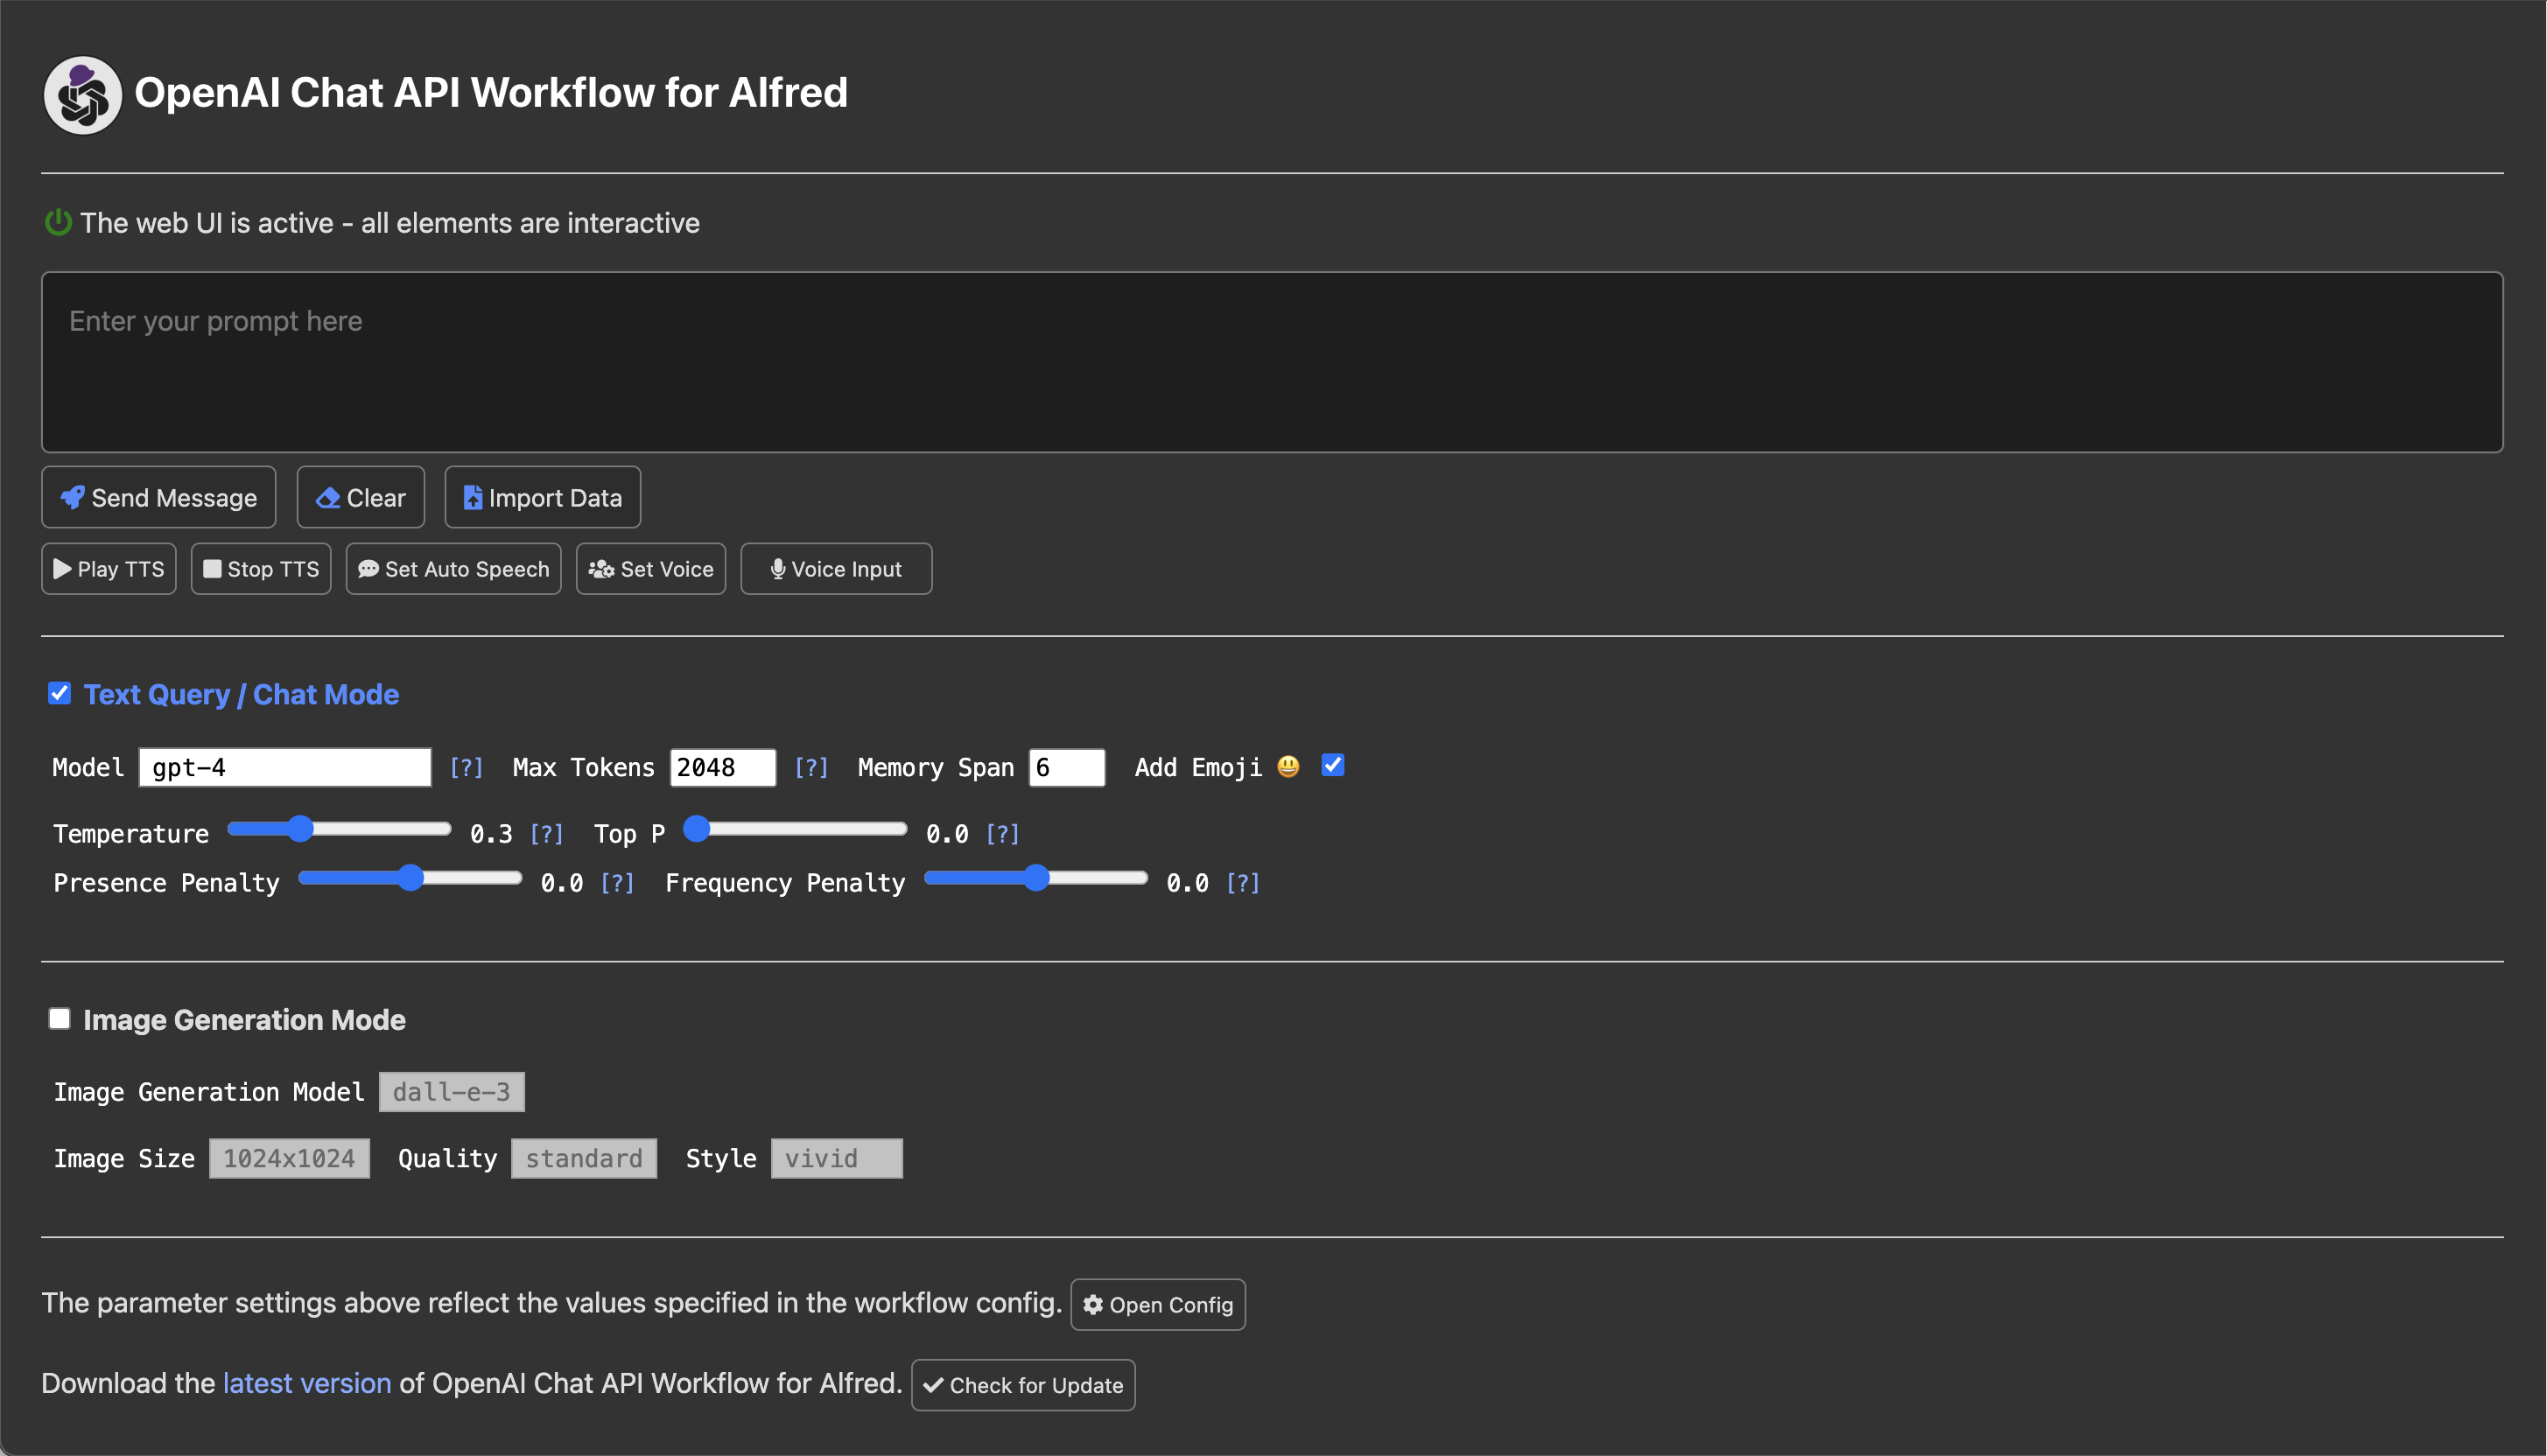 OpenAI Chat API Workflow for Alfred
The web UI is active - all elements are interactive
Enter your prompt here
Send Message Clear Import Data
Play TTS Stop TTS Set Auto Speech Set Voice Voice Input
Text Query / Chat Mode
Model gpt-4 [?] Max Tokens 2048 [?] Memory Span 6 Add Emoji 😃
Temperature 0.3 [?] Top P 0.0 [?]
Presence Penalty 0.0 [?] Frequency Penalty 0.0 [?]
Image Generation Mode
Image Generation Model dall-e-3
Image Size 1024x1024 Quality standard Style vivid
The parameter settings above reflect the values specified in the workflow config. Open Config
Download the latest version of OpenAI Chat API Workflow for Alfred. Check for Update